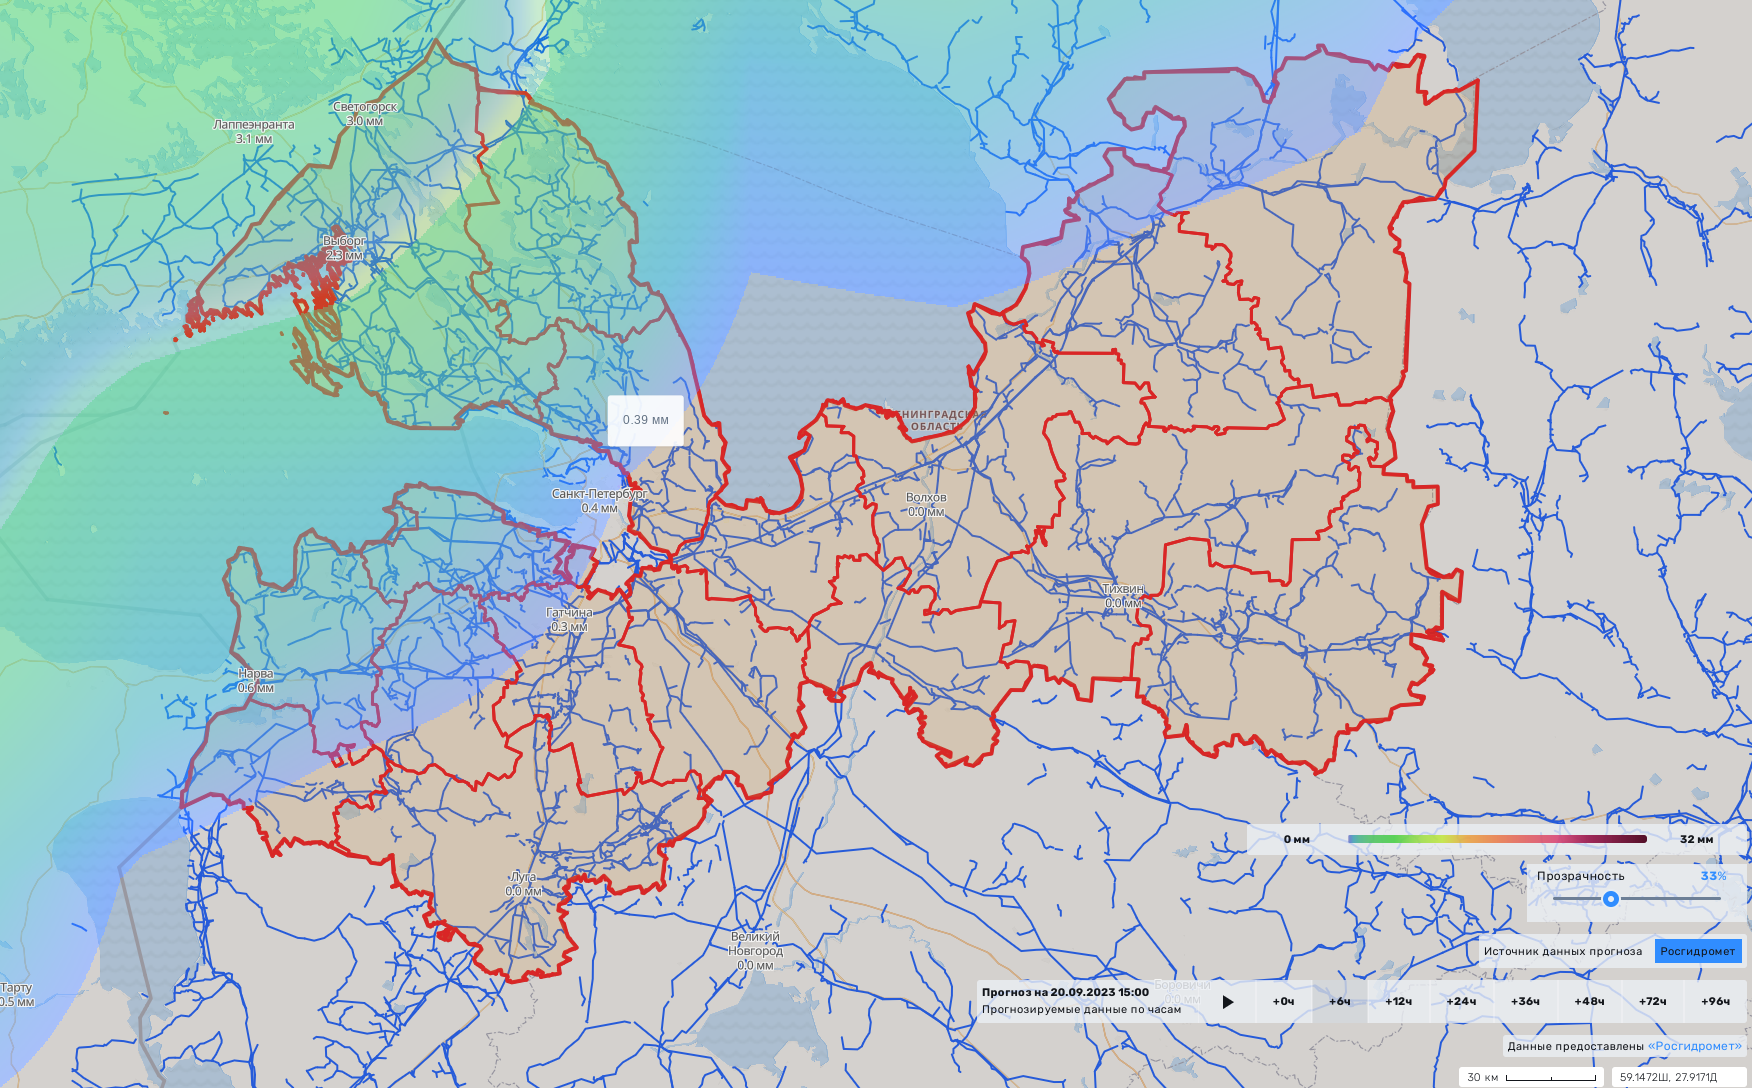 Светогорск
3.0 мм
Лаппеэнранта
3.1 мм
Выборг
2.3 мм
0.39 мм
ЛЕНИНГРАДСКАЯ
ОБЛАСТЬ
Санкт-Петербург
0.4 мм
Волхов
0.0 мм
Тихвин
0.0 мм
Гатчина
0.3 мм
Нарва
0.6 мм
Луга
0.0 мм
Великий
Новгород
0.0 мм
Тарту
0.5 мм
Боровичи
0.0 мм
0 мм
32 мм
Прозрачность 33%
Источник данных прогноза Росгидромет
Прогноз на 20.09.2023 15:00
Прогнозируемые данные по часам
+0ч +6ч +12ч +24ч +36ч +48ч +72ч +96ч
Данные предоставлены «Росгидромет»
30 км
59.1472Ш, 27.9171Д